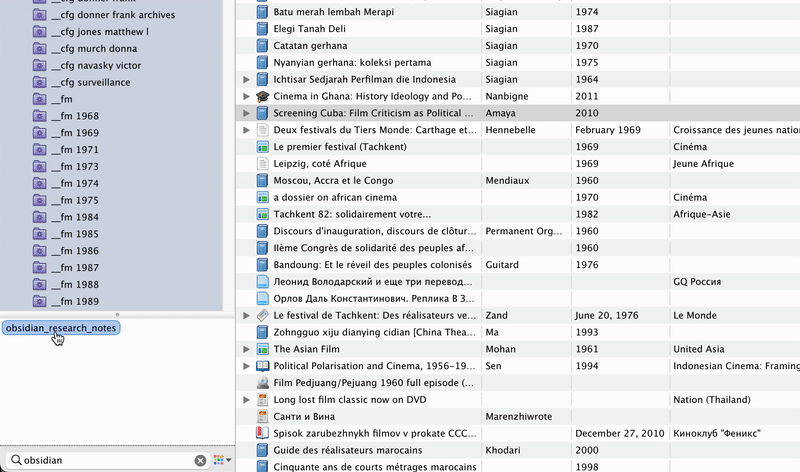 __cfg donner frank
__cfg donner frank archives
__cfg jones matthew l
__cfg murch donna
__cfg navasky victor
__cfg surveillance
__fm
__fm 1968
__fm 1969
__fm 1971
__fm 1973
__fm 1974
__fm 1975
__fm 1984
__fm 1985
__fm 1986
__fm 1987
__fm 1988
__fm 1989
obsidian_research_notes
obsidian
Batu merah lembah Merapi Siagian 1974
Elegi Tanah Deli Siagian 1987
Catatan gerhana Siagian 1970
Nyanyian gerhana: koleksi pertama Siagian 1975
Ichtisar Sedjarah Perfilman die Indonesia Siagian 1964
Cinema in Ghana: History Ideology and Po... Nanbigne 2011
Screening Cuba: Film Criticism as Political ... Amaya 2010
Deux festivals du Tiers Monde: Carthage et... Hennebelle February 1969 Croissance des jeunes nation
Le premier festival (Tachkent) 1969 Cinéma
Leipzig, coté Afrique 1969 Jeune Afrique
Moscou, Accra et le Congo Mendiaux 1960
a dossier on african cinema 1970 Cinéma
Tachkent 82: solidairement votre... 1982 Afrique-Asie
Discours d'inauguration, discours de clôtur... Permanent Org... 1960
IIème Congrès de solidarité des peuples af... 1960
Bandoung: Et le réveil des peuples colonisés Guitard 1976
Леонид Володарский и еще три перевод... GQ Россия
Орлов Даль Константинович. Реплика В З...
Le festival de Tachkent: Des réalisateurs ve... Zand June 20, 1976 Le Monde
Zohngguo xiju dianying cidian [China Thea... Ma 1993
The Asian Film Mohan 1961 United Asia
Political Polarisation and Cinema, 1956-19... Sen 1994 Indonesian Cinema: Framing
Film Pedjuang/Pejuang 1960 full episode (...
Long lost film classic now on DVD Nation (Thailand)
Санти и Вина Marenzhiwrote
Spisok zarubezhnykh filmov v prokate CCC... December 27, 2010 Киноклуб "Феникс"
Guide des réalisateurs marocains Khodari 2000
Cinquante ans de courts métrages marocains 1998